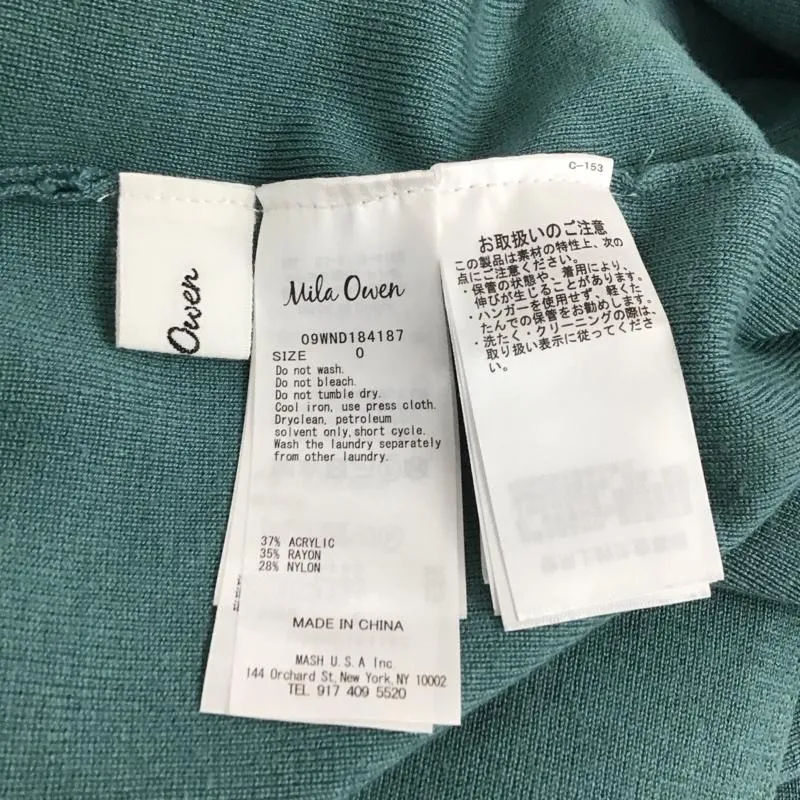 Owen
Mila Owen
09WND184187
SIZE 0
Do not wash.
Do not bleach.
Do not tumble dry.
Cool iron, use press cloth.
Dryclean, petroleum
solvent only,short cycle.
Wash the laundry separately
from other laundry.
37% ACRYLIC
35% RAYON
28% NYLON
MADE IN CHINA
MASH U.S.A Inc.
144 Orchard St,New York,NY 10002
TEL 917 409 5520
C-153
お取扱いのご注意
この製品は素材の特性上、次の
点にご注意ください。
・保管の状態や、着用により、
伸びが生じることがあります。
・ハンガーを使用せず、軽くた
たんでの保管をお勧めします。
・洗たく・クリーニングの際は、
取り扱い表示に従ってくださ
い。